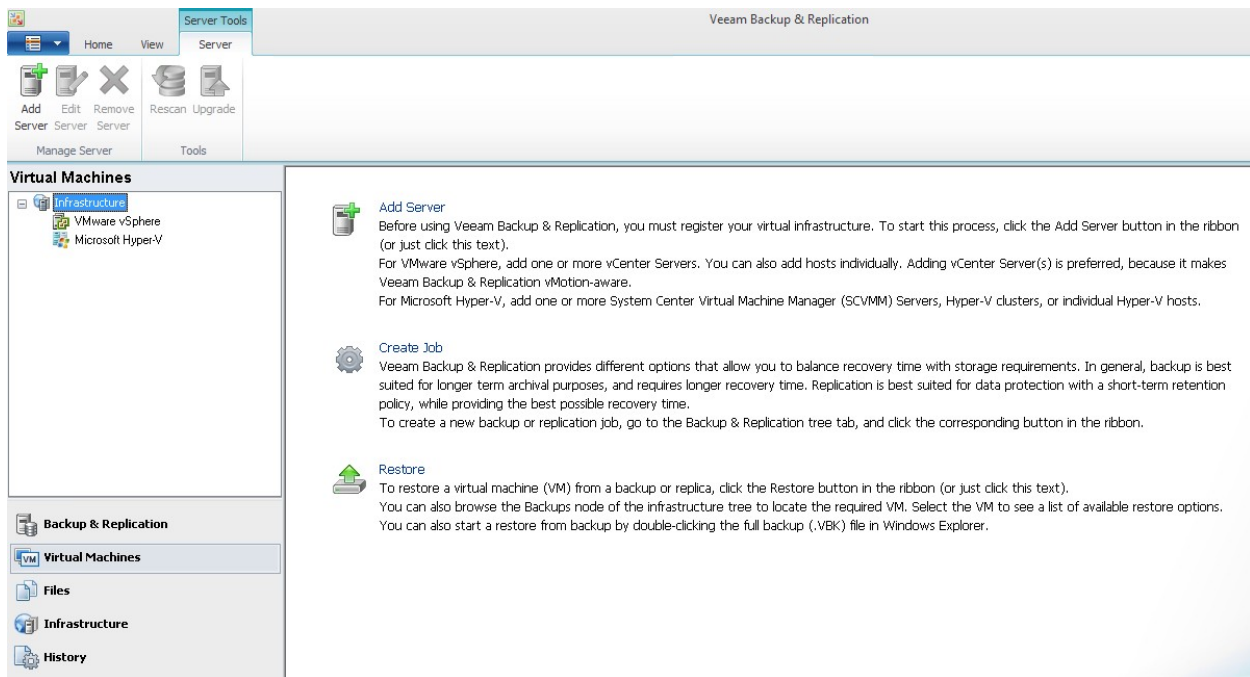 Server Tools
Veeam Backup & Replication
Home View Server
Add Server
Edit Server
Remove Server
Rescan
Upgrade
Manage Server
Tools
Virtual Machines
Infrastructure
VMware vSphere
Microsoft Hyper-V
Backup & Replication
Virtual Machines
Files
Infrastructure
History
Add Server
Before using Veeam Backup & Replication, you must register your virtual infrastructure. To start this process, click the Add Server button in the ribbon
(or just click this text).
For VMware vSphere, add one or more vCenter Servers. You can also add hosts individually. Adding vCenter Server(s) is preferred, because it makes
Veeam Backup & Replication vMotion-aware.
For Microsoft Hyper-V, add one or more System Center Virtual Machine Manager (SCVMM) Servers, Hyper-V clusters, or individual Hyper-V hosts.
Create Job
Veeam Backup & Replication provides different options that allow you to balance recovery time with storage requirements. In general, backup is best
suited for longer term archival purposes, and requires longer recovery time. Replication is best suited for data protection with a short-term retention
policy, while providing the best possible recovery time.
To create a new backup or replication job, go to the Backup & Replication tree tab, and click the corresponding button in the ribbon.
Restore
To restore a virtual machine (VM) from a backup or replica, click the Restore button in the ribbon (or just click this text).
You can also browse the Backups node of the infrastructure tree to locate the required VM. Select the VM to see a list of available restore options.
You can also start a restore from backup by double-clicking the full backup (.VBK) file in Windows Explorer.